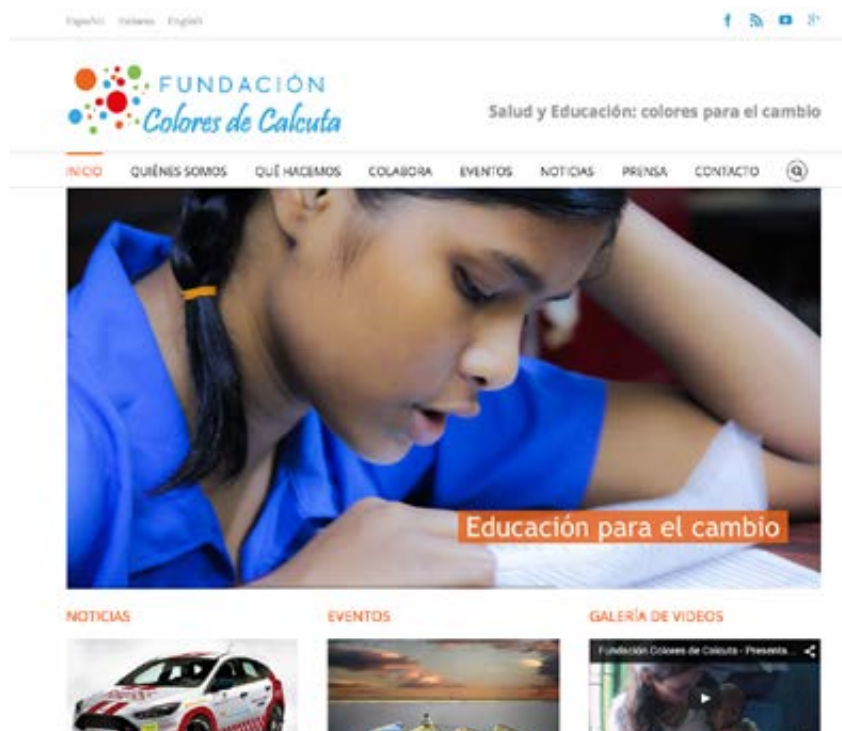 Español Italiano English
FUNDACIÓN
Colores de Calcuta
Salud y Educación: colores para el cambio
INICIO QUIÉNES SOMOS QUÉ HACEMOS COLABORA EVENTOS NOTICIAS PRENSA CONTACTO
Educación para el cambio
NOTICIAS EVENTOS GALERÍA DE VIDEOS
Fundación Colores de Calcuta - Presenta...